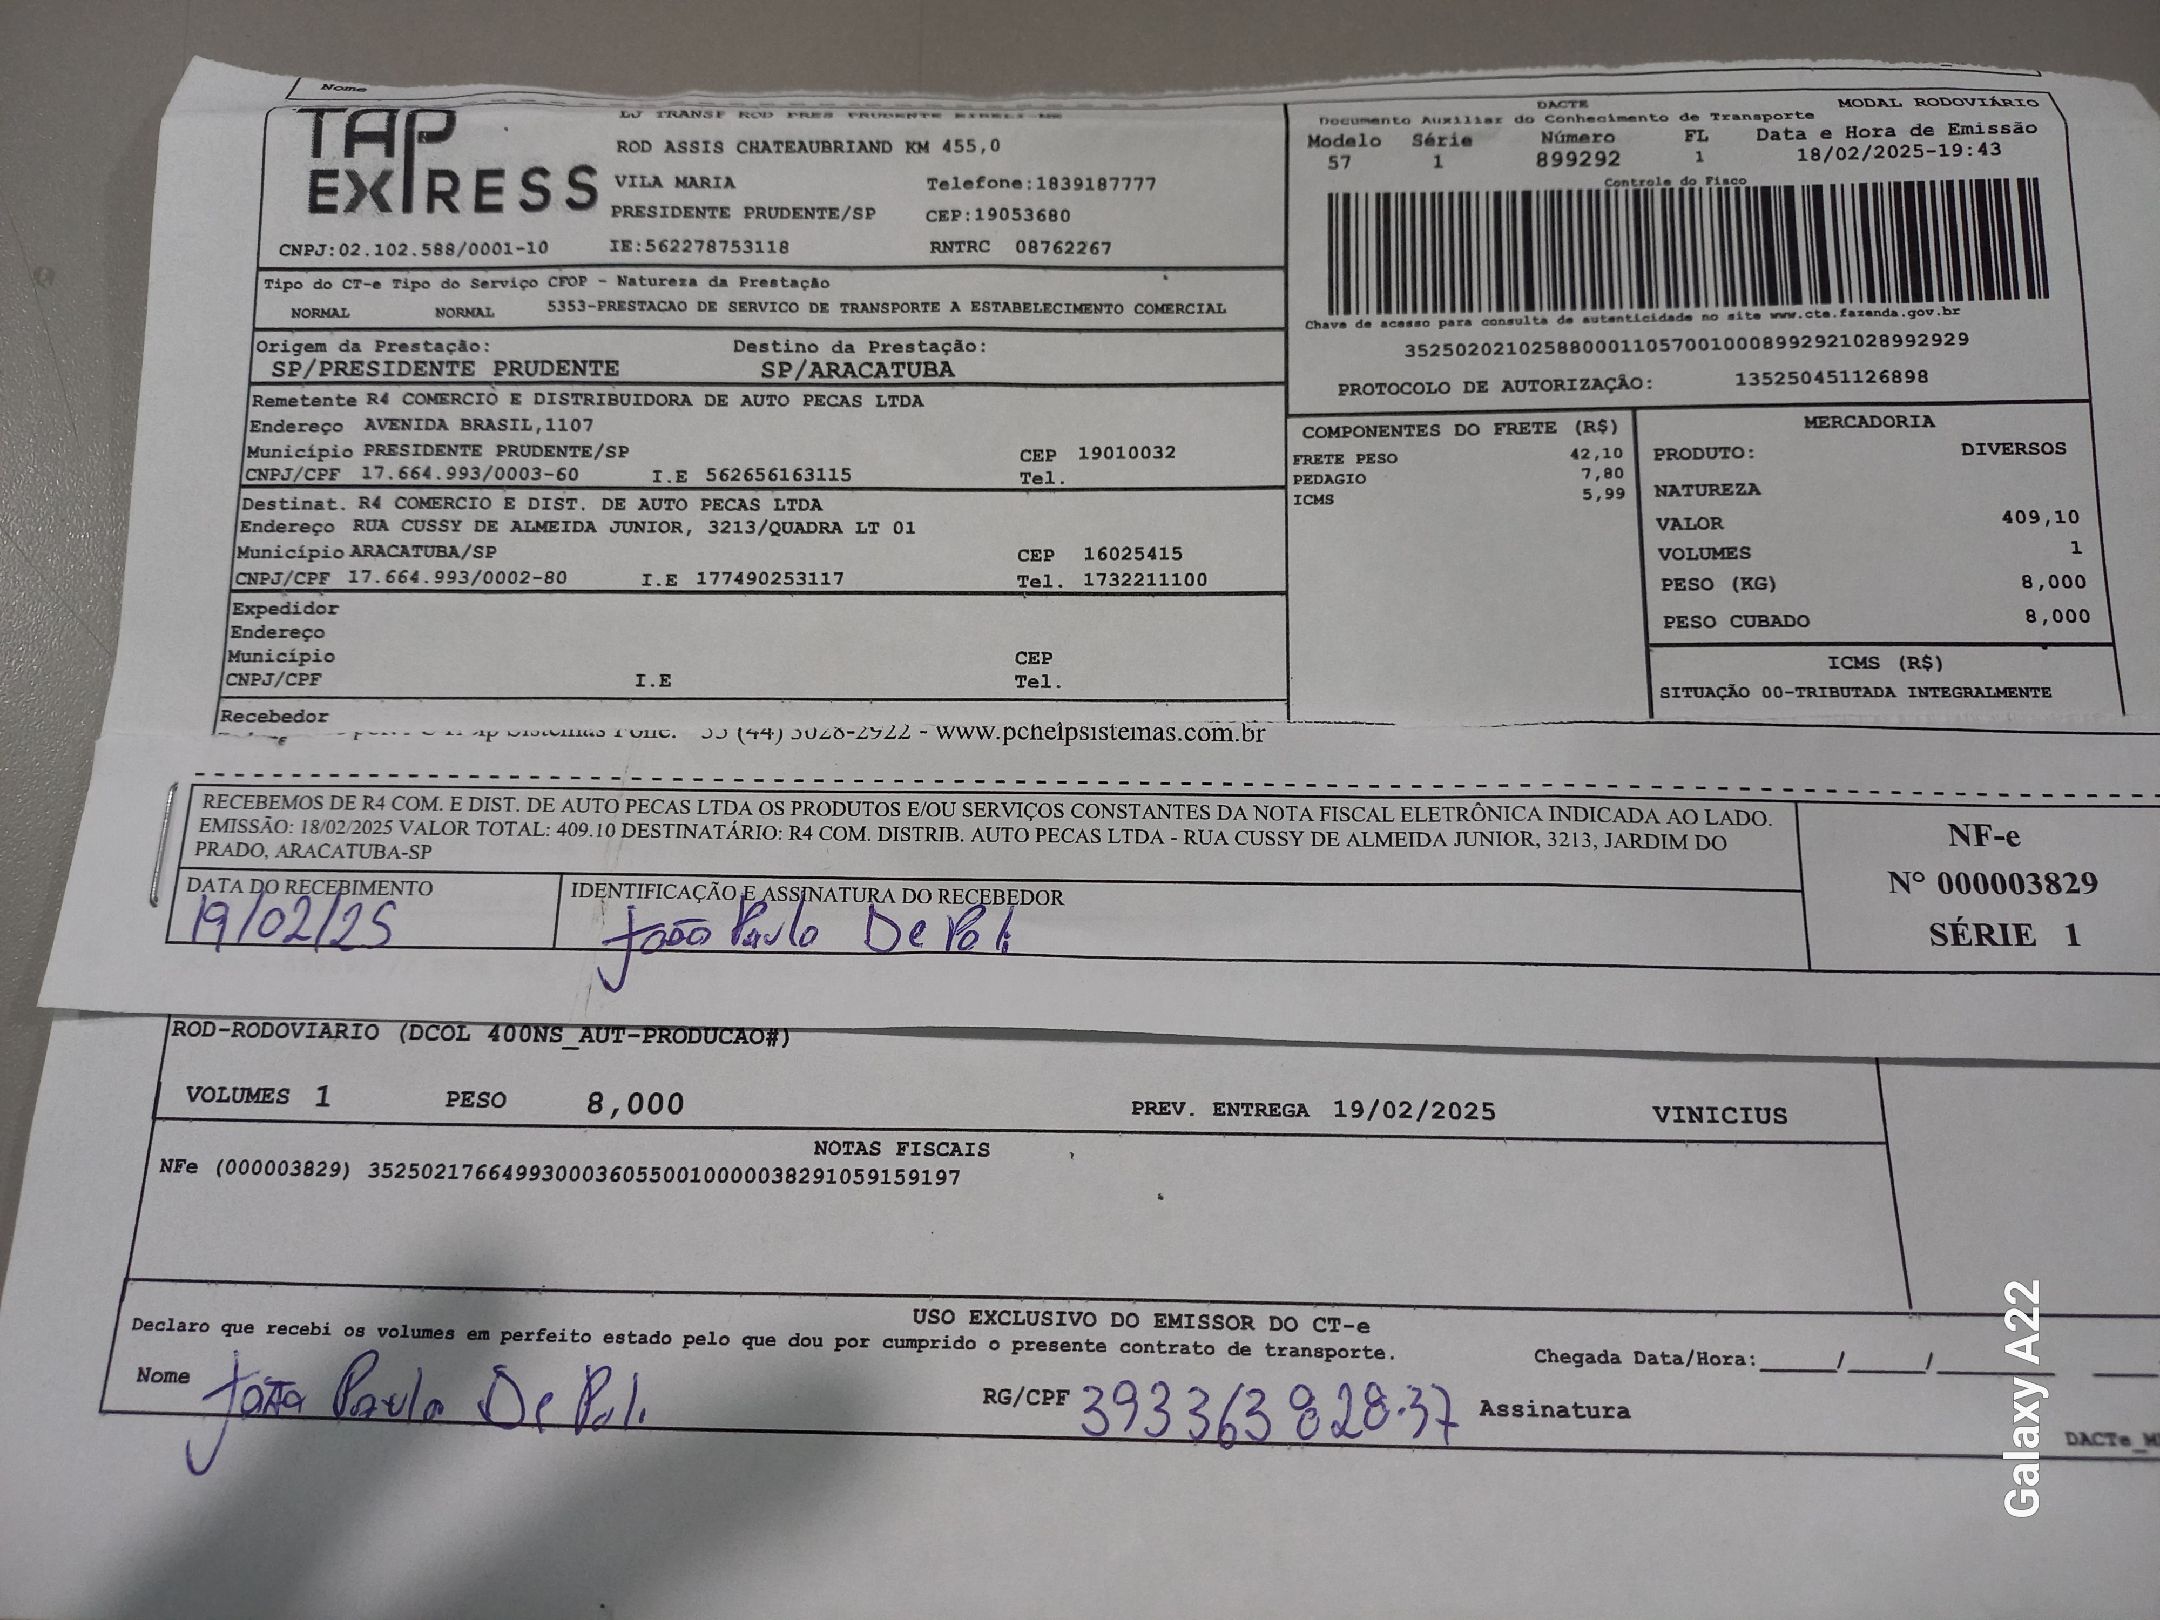 Nome
TAP
EXPRESS
LJ TRANSP ROD PRES PRUDENTE EIRELI ME
ROD ASSIS CHATEAUBRIAND KM 455,0
VILA MARIA Telefone:1839187777
PRESIDENTE PRUDENTE/SP CEP:19053680
CNPJ:02.102.588/0001-10 IE:562278753118 RNTRC 08762267
DACTE MODAL RODOVIÁRIO
Documento Auxiliar do Conhecimento de Transporte
Modelo Série Número FL Data e Hora de Emissão
57 1 899292 1 18/02/2025-19:43
Controle do Fisco
Chave de acesso para consulta de autenticidade no site www.cte.fazenda.gov.br
35250202102588000110570010008992921028992929
PROTOCOLO DE AUTORIZAÇÃO: 135250451126898
Tipo do CT-e Tipo do Serviço CFOP - Natureza da Prestação
NORMAL NORMAL 5353-PRESTACAO DE SERVICO DE TRANSPORTE A ESTABELECIMENTO COMERCIAL
Origem da Prestação: Destino da Prestação:
SP/PRESIDENTE PRUDENTE SP/ARACATUBA
Remetente R4 COMERCIO E DISTRIBUIDORA DE AUTO PECAS LTDA
Endereço AVENIDA BRASIL,1107
Município PRESIDENTE PRUDENTE/SP CEP 19010032
CNPJ/CPF 17.664.993/0003-60 I.E 562656163115 Tel.
Destinat. R4 COMERCIO E DIST. DE AUTO PECAS LTDA
Endereço RUA CUSSY DE ALMEIDA JUNIOR, 3213/QUADRA LT 01
Município ARACATUBA/SP CEP 16025415
CNPJ/CPF 17.664.993/0002-80 I.E 177490253117 Tel. 1732211100
Expedidor
Endereço
Município CEP
CNPJ/CPF I.E Tel.
Recebedor
COMPONENTES DO FRETE (R$)
FRETE PESO 42,10
PEDAGIO 7,80
ICMS 5,99
MERCADORIA
PRODUTO: DIVERSOS
NATUREZA
VALOR 409,10
VOLUMES 1
PESO (KG) 8,000
PESO CUBADO 8,000
ICMS (R$)
SITUAÇÃO 00-TRIBUTADA INTEGRALMENTE
(44) 3028-2922 - www.pchelpsistemas.com.br
RECEBEMOS DE R4 COM. E DIST. DE AUTO PECAS LTDA OS PRODUTOS E/OU SERVIÇOS CONSTANTES DA NOTA FISCAL ELETRÔNICA INDICADA AO LADO.
EMISSÃO: 18/02/2025 VALOR TOTAL: 409.10 DESTINATÁRIO: R4 COM. DISTRIB. AUTO PECAS LTDA - RUA CUSSY DE ALMEIDA JUNIOR, 3213, JARDIM DO
PRADO, ARACATUBA-SP
DATA DO RECEBIMENTO IDENTIFICAÇÃO E ASSINATURA DO RECEBEDOR
19/02/25 João Paulo De Poli
NF-e
Nº 000003829
SÉRIE 1
ROD-RODOVIARIO (DCOL 400NS_AUT-PRODUCAO#)
VOLUMES 1 PESO 8,000 PREV. ENTREGA 19/02/2025 VINICIUS
NOTAS FISCAIS
NFe (000003829) 35250217664993000360550010000038291059159197
USO EXCLUSIVO DO EMISSOR DO CT-e
Declaro que recebi os volumes em perfeito estado pelo que dou por cumprido o presente contrato de transporte.
Chegada Data/Hora:_____/_____/_____
Nome João Paulo De Poli RG/CPF 393363828-37 Assinatura
Galaxy A22